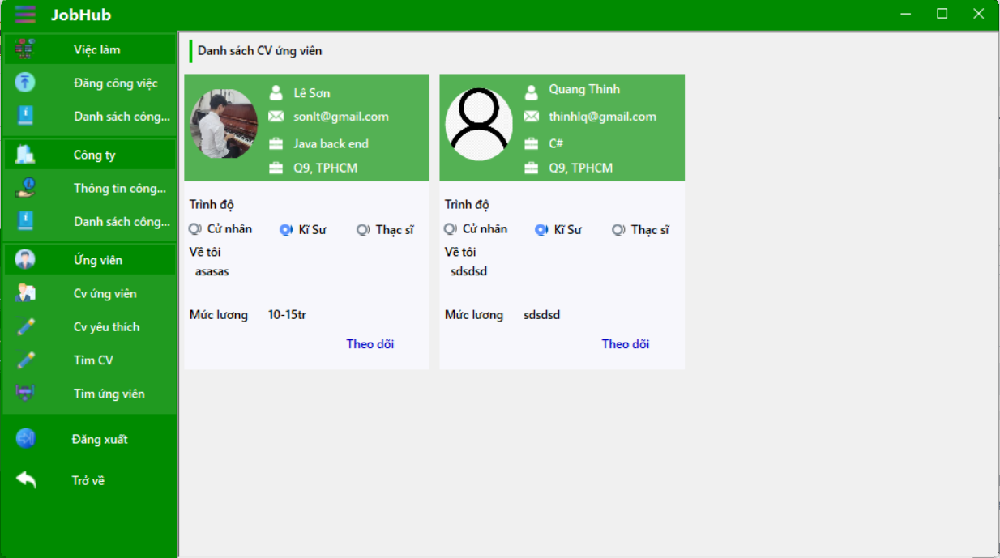 JobHub
Việc làm
Đăng công việc
Danh sách công...
Công ty
Thông tin công...
Danh sách công...
Ứng viên
Cv ứng viên
Cv yêu thích
Tìm CV
Tìm ứng viên
Đăng xuất
Trở về
Danh sách CV ứng viên
Lê Sơn
sonlt@gmail.com
Java back end
Q9, TPHCM
Trình độ
Cử nhân Kĩ Sư Thạc sĩ
Về tôi
asasas
Mức lương 10-15tr
Theo dõi
Quang Thinh
thinhlq@gmail.com
C#
Q9, TPHCM
Trình độ
Cử nhân Kĩ Sư Thạc sĩ
Về tôi
sdsdsd
Mức lương sdsdsd
Theo dõi